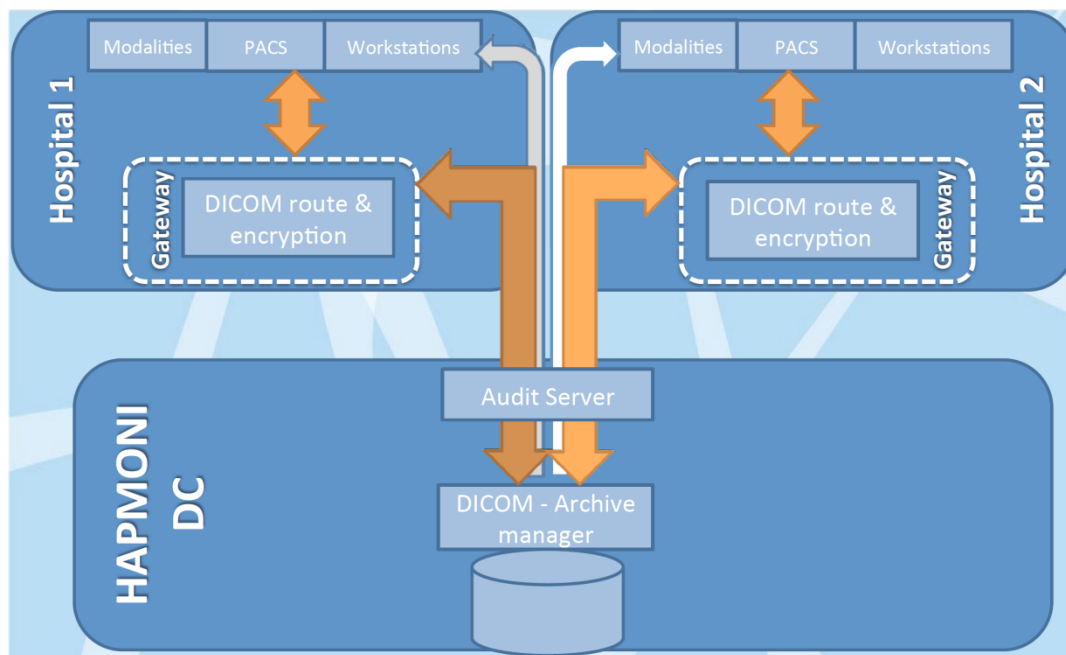 Modalities
PACS
Workstations
Hospital 1
Gateway
DICOM route &
encryption
Modalities
PACS
Workstations
Hospital 2
DICOM route &
encryption
Gateway
HAPMONI
DC
Audit Server
DICOM - Archive
manager